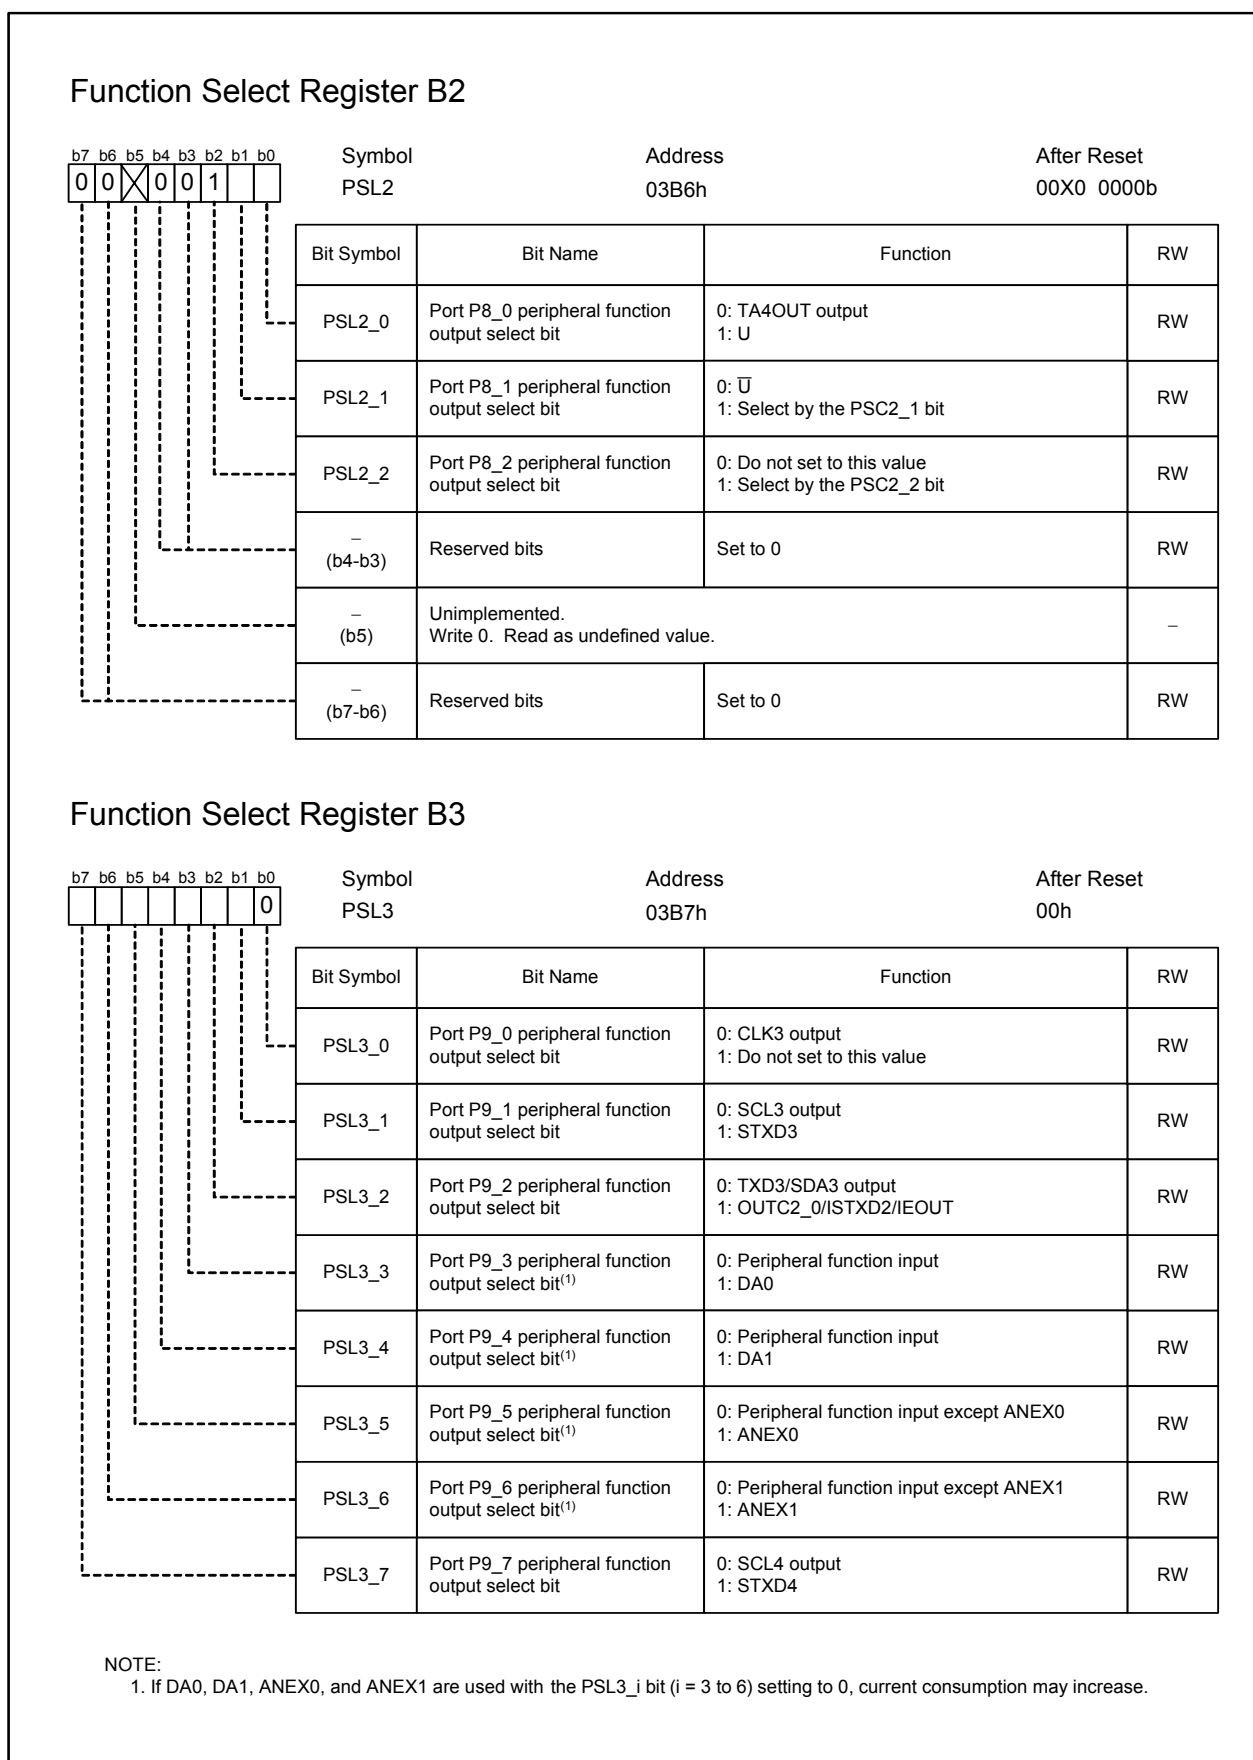 Function Select Register B2
b7 b6 b5 b4 b3 b2 b1 b0
0 0 0 0 1
Symbol Address After Reset
PSL2 03B6h 00X0 0000b
Bit Symbol Bit Name Function RW
PSL2_0 Port P8_0 peripheral function output select bit 0: TA4OUT output RW
1: U
PSL2_1 Port P8_1 peripheral function output select bit 0: U̅ RW
1: Select by the PSC2_1 bit
PSL2_2 Port P8_2 peripheral function output select bit 0: Do not set to this value RW
1: Select by the PSC2_2 bit
– (b4-b3) Reserved bits Set to 0 RW
– (b5) Unimplemented. –
Write 0. Read as undefined value.
– (b7-b6) Reserved bits Set to 0 RW
Function Select Register B3
b7 b6 b5 b4 b3 b2 b1 b0
0
Symbol Address After Reset
PSL3 03B7h 00h
Bit Symbol Bit Name Function RW
PSL3_0 Port P9_0 peripheral function output select bit 0: CLK3 output RW
1: Do not set to this value
PSL3_1 Port P9_1 peripheral function output select bit 0: SCL3 output RW
1: STXD3
PSL3_2 Port P9_2 peripheral function output select bit 0: TXD3/SDA3 output RW
1: OUTC2_0/ISTXD2/IEOUT
PSL3_3 Port P9_3 peripheral function output select bit(1) 0: Peripheral function input RW
1: DA0
PSL3_4 Port P9_4 peripheral function output select bit(1) 0: Peripheral function input RW
1: DA1
PSL3_5 Port P9_5 peripheral function output select bit(1) 0: Peripheral function input except ANEX0 RW
1: ANEX0
PSL3_6 Port P9_6 peripheral function output select bit(1) 0: Peripheral function input except ANEX1 RW
1: ANEX1
PSL3_7 Port P9_7 peripheral function output select bit 0: SCL4 output RW
1: STXD4
NOTE:
1. If DA0, DA1, ANEX0, and ANEX1 are used with the PSL3_i bit (i = 3 to 6) setting to 0, current consumption may increase.